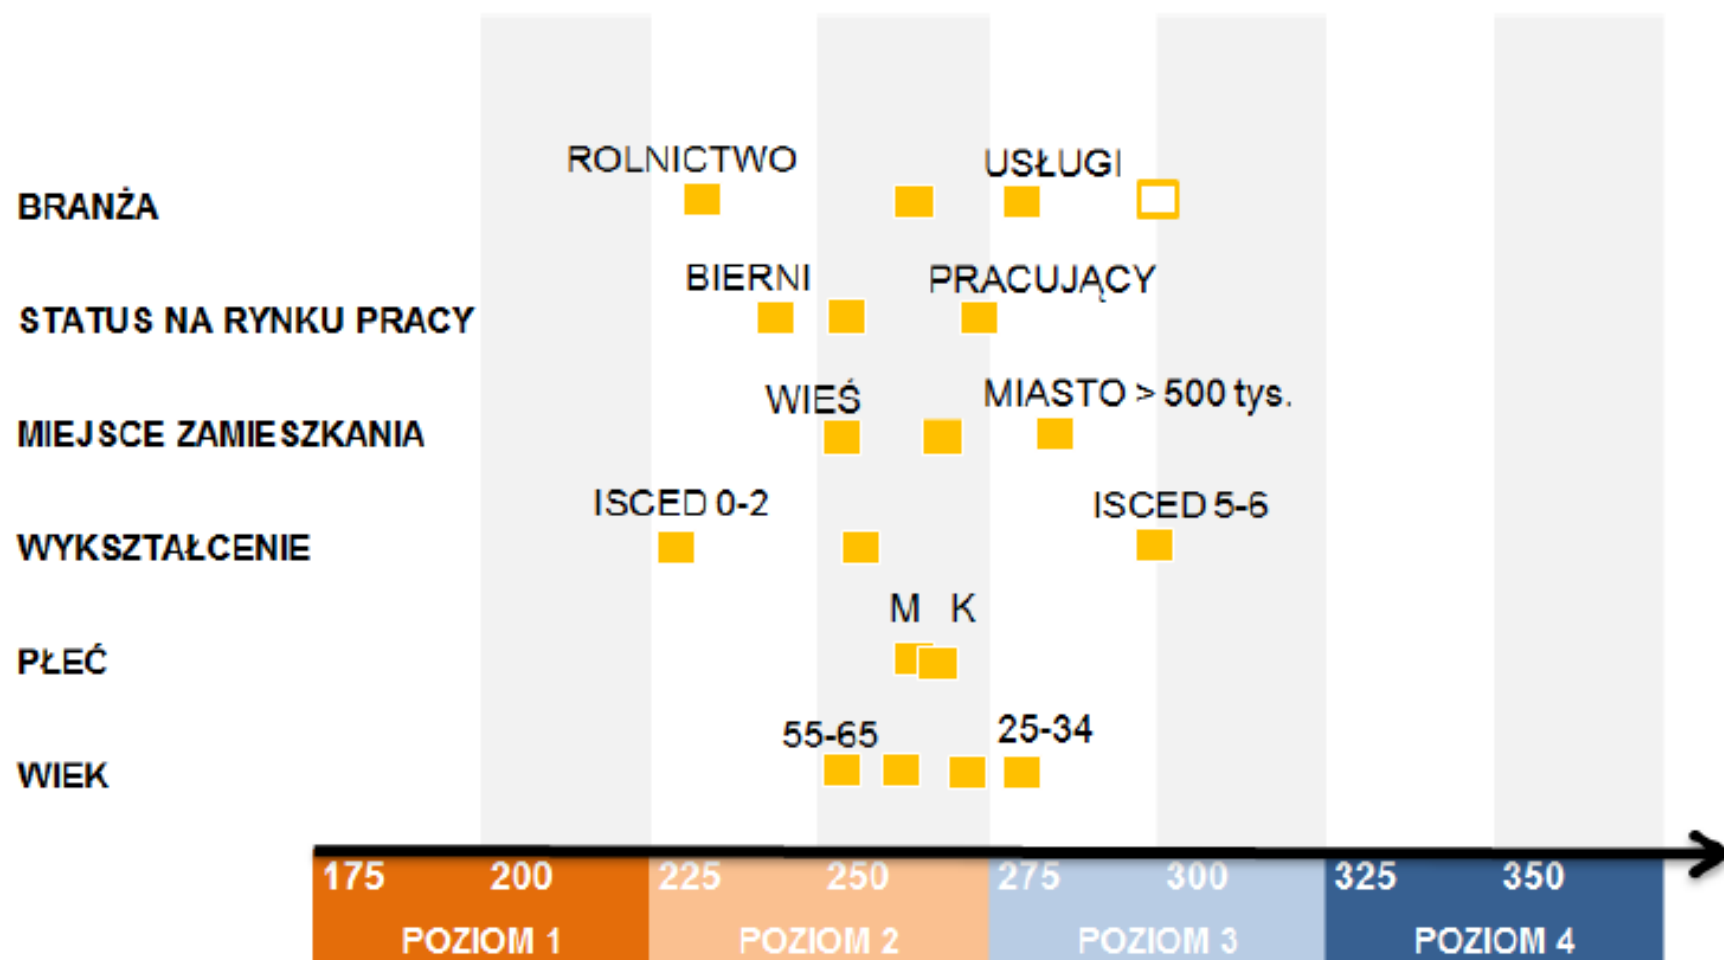 ROLNICTWO USŁUGI
BRANŻA
BIERNI PRACUJĄCY
STATUS NA RYNKU PRACY
WIEŚ MIASTO > 500 tys.
MIEJSCE ZAMIESZKANIA
ISCED 0-2 ISCED 5-6
WYKSZTAŁCENIE
M K
PŁEĆ
55-65 25-34
WIEK
175 200 225 250 275 300 325 350
POZIOM 1 POZIOM 2 POZIOM 3 POZIOM 4